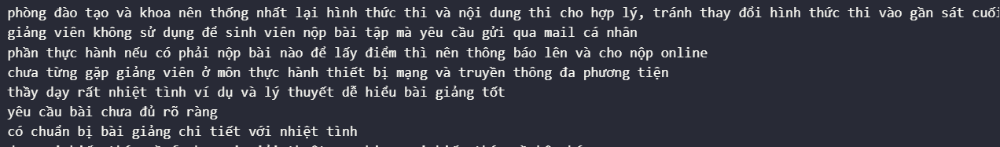 phòng đào tạo và khoa nên thống nhất lại hình thức thi và nội dung thi cho hợp lý, tránh thay đổi hình thức thi vào gần sát cuối
giảng viên không sử dụng để sinh viên nộp bài tập mà yêu cầu gửi qua mail cá nhân
phần thực hành nếu có phải nộp bài nào để lấy điểm thì nên thông báo lên và cho nộp online
chưa từng gặp giảng viên ở môn thực hành thiết bị mạng và truyền thông đa phương tiện
thầy dạy rất nhiệt tình ví dụ và lý thuyết dễ hiểu bài giảng tốt
yêu cầu bài chưa đủ rõ ràng
có chuẩn bị bài giảng chi tiết với nhiệt tình